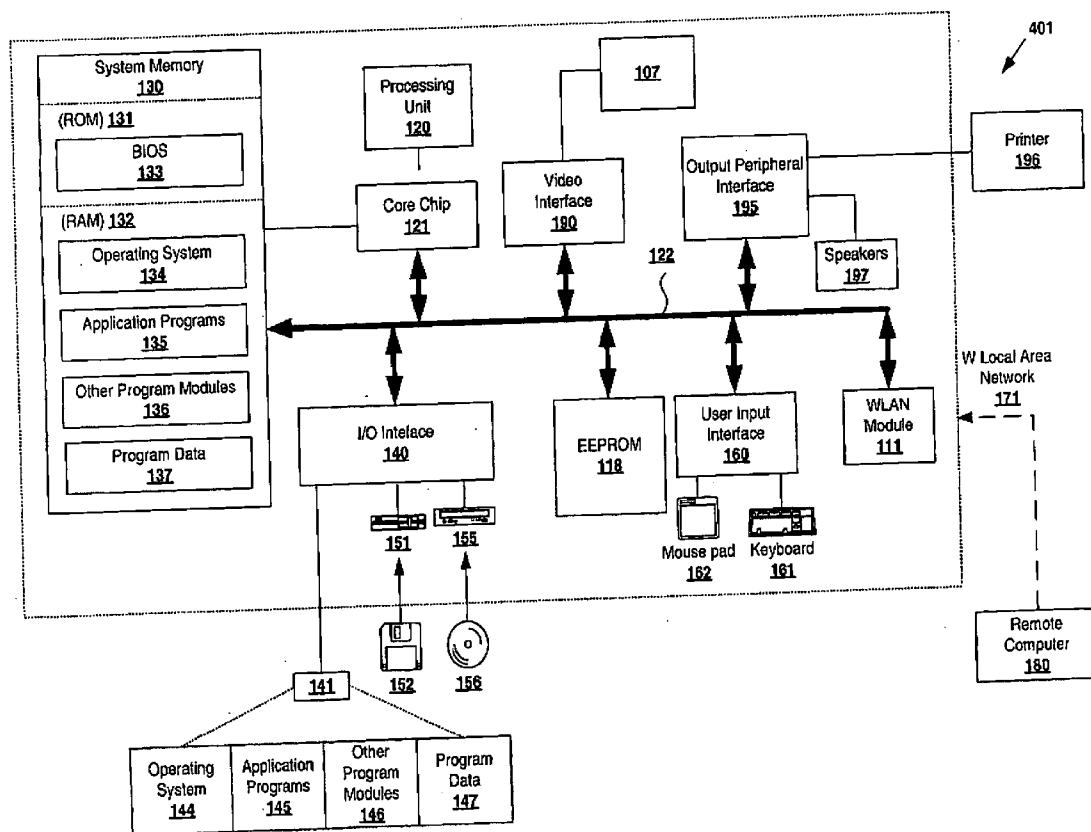 401
System Memory
130
(ROM) 131
BIOS
133
(RAM) 132
Operating System
134
Application Programs
135
Other Program Modules
136
Program Data
137
Processing
Unit
120
Core Chip
121
107
Video
Interface
190
Output Peripheral
Interface
195
Printer
196
Speakers
197
122
I/O Inteface
140
EEPROM
118
User Input
Interface
160
WLAN
Module
111
W Local Area
Network
171
151
155
Mouse pad
162
Keyboard
161
152
156
141
Remote
Computer
180
Operating
System
144
Application
Programs
145
Other
Program
Modules
146
Program
Data
147